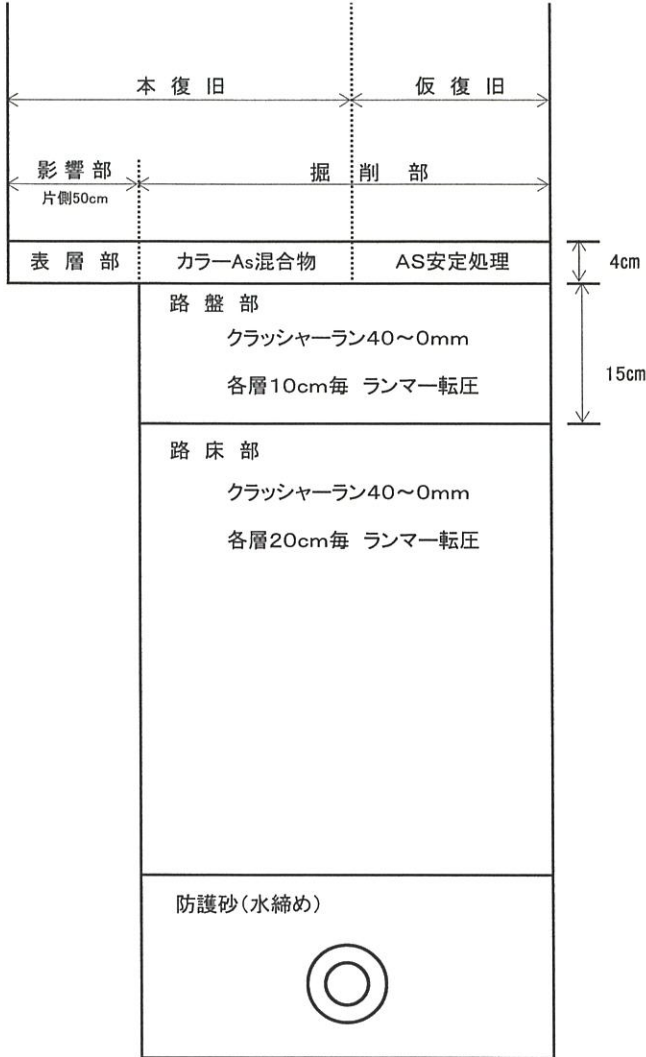 本復旧 仮復旧
影響部 掘削部
片側50cm
表層部 カラーAs混合物 AS安定処理 4cm
路盤部
クラッシャーラン40～0mm
各層10cm毎 ランマー転圧
15cm
路床部
クラッシャーラン40～0mm
各層20cm毎 ランマー転圧
防護砂(水締め)